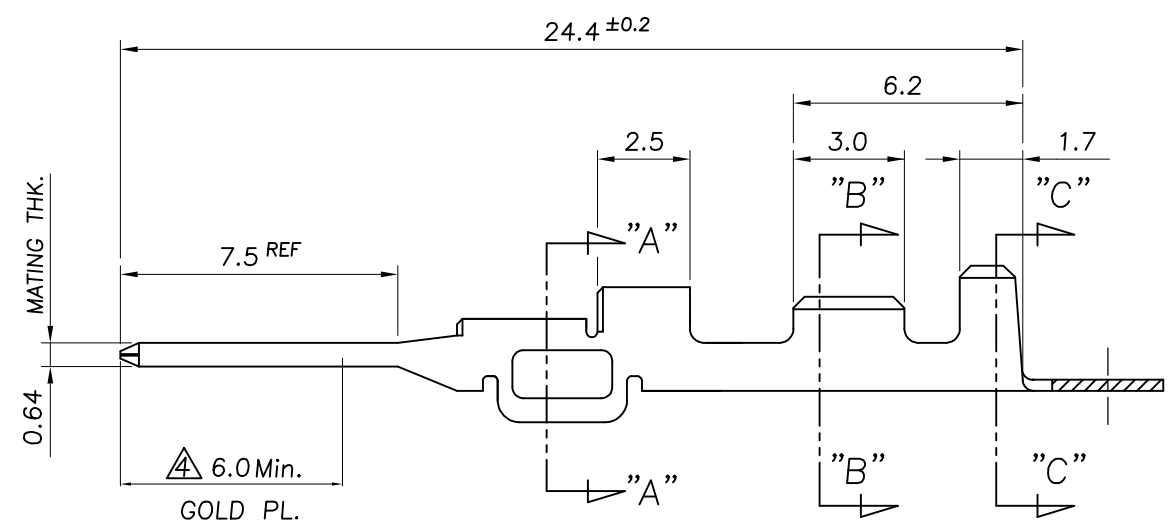 24.4 ±0.2
6.2
2.5
3.0
1.7
"B"
"C"
MATING THK.
7.5 REF
"A"
0.64
4 6.0 Min.
GOLD PL.
"A"
"B"
"C"